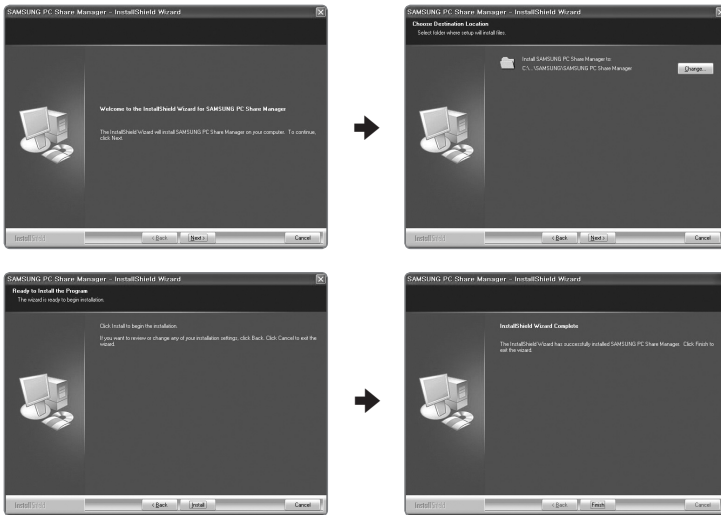 SAMSUNG PC Share Manager - InstallShield Wizard
Welcome to the InstallShield Wizard for SAMSUNG PC Share Manager
The InstallShield Wizard will install SAMSUNG PC Share Manager on your computer. To continue,
click Next.
InstallShield
< Back
Next >
Cancel
SAMSUNG PC Share Manager - InstallShield Wizard
Choose Destination Location
Select folder where setup will install files.
Install SAMSUNG PC Share Manager to:
C:\...\SAMSUNG\SAMSUNG PC Share Manager
Change...
InstallShield
< Back
Next >
Cancel
SAMSUNG PC Share Manager - InstallShield Wizard
Ready to Install the Program
The wizard is ready to begin installation.
Click Install to begin the installation.
If you want to review or change any of your installation settings, click Back. Click Cancel to exit the
wizard.
InstallShield
< Back
Install
Cancel
SAMSUNG PC Share Manager - InstallShield Wizard
InstallShield Wizard Complete
The InstallShield Wizard has successfully installed SAMSUNG PC Share Manager. Click Finish to
exit the wizard.
InstallShield
< Back
Finish
Cancel